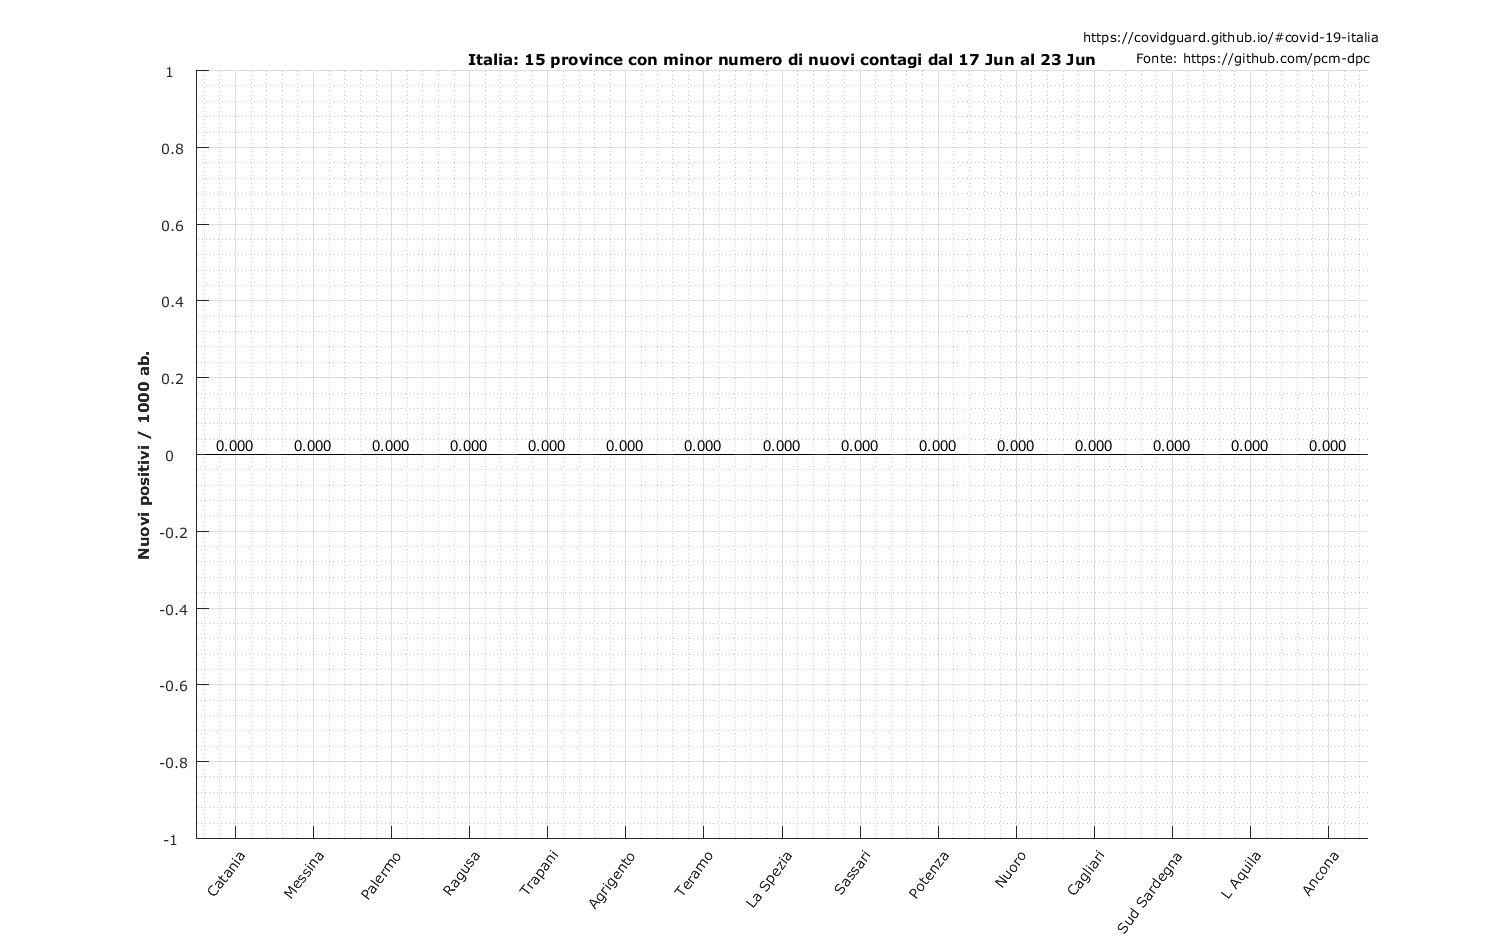 https://covidguard.github.io/#covid-19-italia
Italia: 15 province con minor numero di nuovi contagi dal 17 Jun al 23 Jun
Fonte: https://github.com/pcm-dpc
Nuovi positivi / 1000 ab.
1
0.8
0.6
0.4
0.2
0
-0.2
-0.4
-0.6
-0.8
-1
0.000 0.000 0.000 0.000 0.000 0.000 0.000 0.000 0.000 0.000 0.000 0.000 0.000 0.000 0.000
Catania
Messina
Palermo
Ragusa
Trapani
Agrigento
Teramo
La Spezia
Sassari
Potenza
Nuoro
Cagliari
Sud Sardegna
L Aquila
Ancona